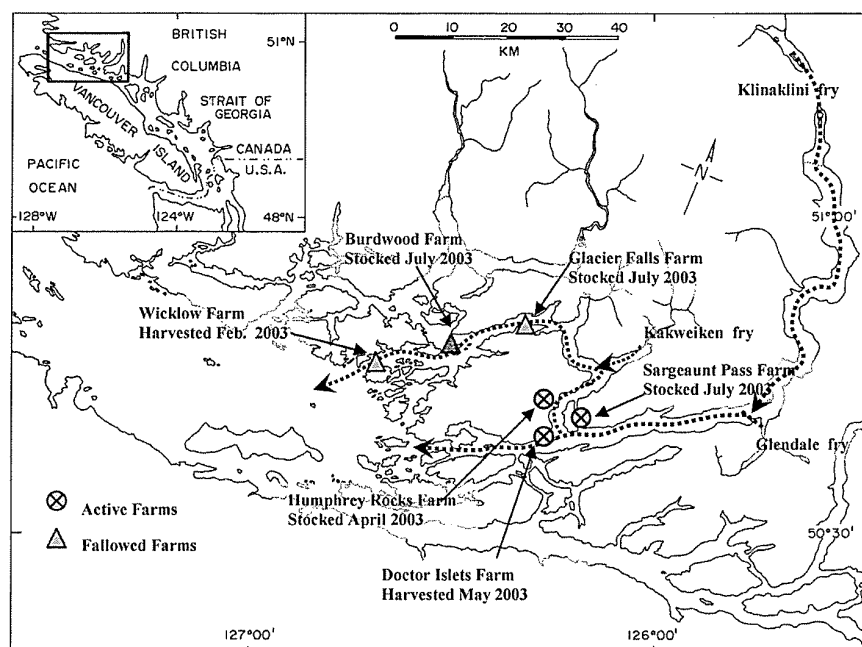 BRITISH
COLUMBIA
51°N
STRAIT OF
GEORGIA
VANCOUVER
ISLAND
CANADA
U.S.A.
PACIFIC
OCEAN
128°W
124°W
48°N
0 10 20 30 40
KM
N
Klinaklini fry
51°00'
Burdwood Farm
Stocked July 2003
Glacier Falls Farm
Stocked July 2003
Wicklow Farm
Harvested Feb. 2003
Kakweiken fry
Sargeaunt Pass Farm
Stocked July 2003
Glendale fry
Humphrey Rocks Farm
Stocked April 2003
Active Farms
Fallowed Farms
Doctor Islets Farm
Harvested May 2003
50°30'
127°00'
126°00'